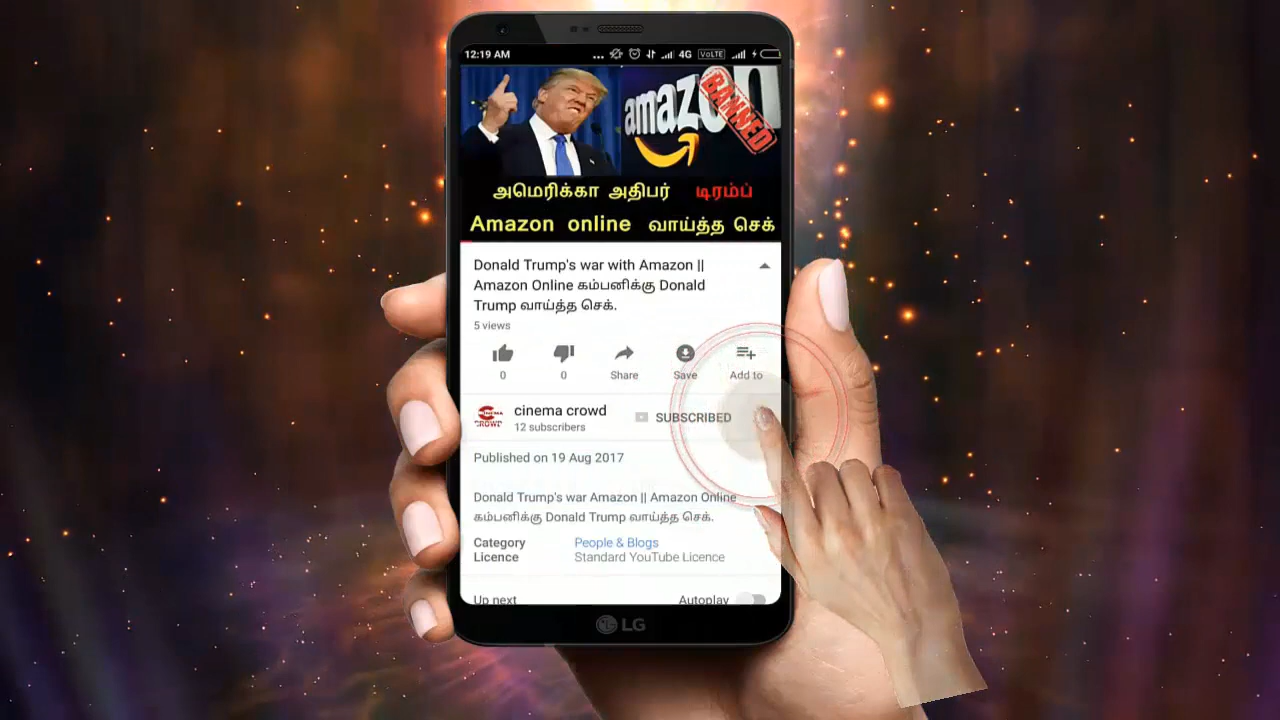 12:19 AM ... 4G VoLTE
amazon
BANNED
அமெரிக்கா அதிபர் டிரம்ப்
Amazon online வாய்த்த செக்
Donald Trump's war with Amazon ||
Amazon Online கம்பனிக்கு Donald
Trump வாய்த்த செக்.
5 views
0 0 Share Save Add to
CINEMA
CROWD
cinema crowd
12 subscribers
SUBSCRIBED
Published on 19 Aug 2017
Donald Trump's war Amazon || Amazon Online
கம்பனிக்கு Donald Trump வாய்த்த செக்.
Category People & Blogs
Licence Standard YouTube Licence
Up next Autoplay
LG